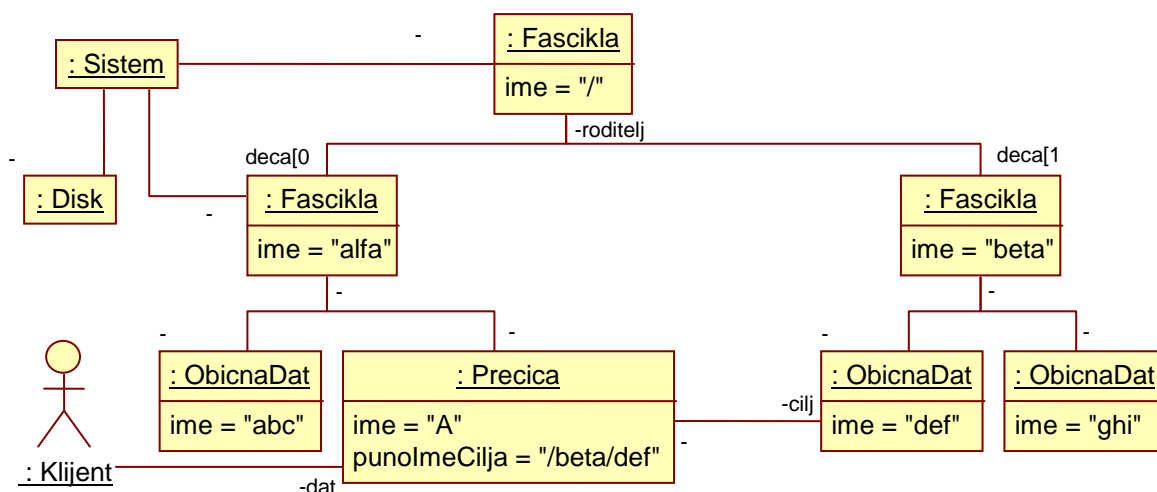 -
: Fascikla
ime = "/"
: Sistem
-roditelj
deca[0
deca[1
-
: Disk
-
: Fascikla
ime = "alfa"
: Fascikla
ime = "beta"
-
-
-
-
-
-
: ObicnaDat
ime = "abc"
: Precica
ime = "A"
punoImeCilja = "/beta/def"
-cilj
-
: ObicnaDat
ime = "def"
: ObicnaDat
ime = "ghi"
: Klijent
-dat